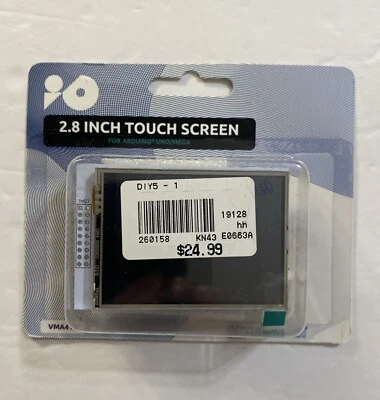 2.8 INCH TOUCH SCREEN
FOR ARDUINO® UNO/MEGA
DIY5 - 1
19128
hh
260158 KN43 E0663A
$24.99